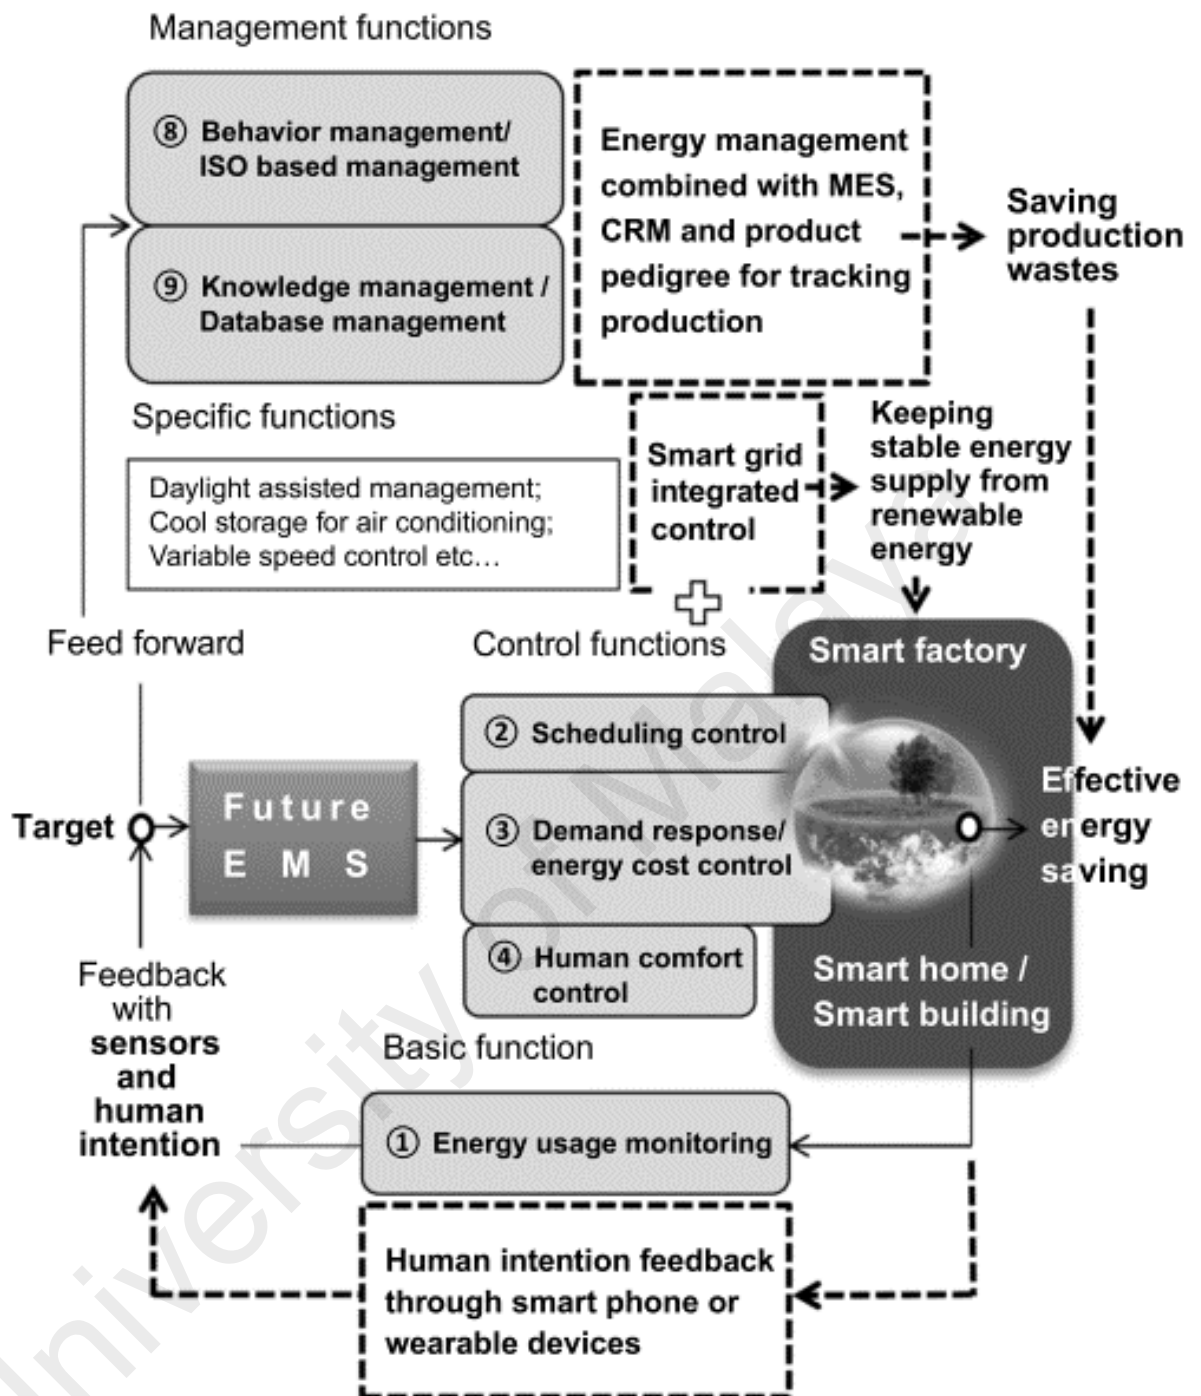 Management functions
⑧ Behavior management/
ISO based management
⑨ Knowledge management /
Database management
Energy management
combined with MES,
CRM and product
pedigree for tracking
production
Saving
production
wastes
Specific functions
Daylight assisted management;
Cool storage for air conditioning;
Variable speed control etc...
Smart grid
integrated
control
Keeping
stable energy
supply from
renewable
energy
Feed forward
Control functions
Smart factory
② Scheduling control
③ Demand response/
energy cost control
④ Human comfort
control
Target
Future
E M S
Effective
energy
saving
Smart home /
Smart building
Feedback
with
sensors
and
human
intention
Basic function
① Energy usage monitoring
Human intention feedback
through smart phone or
wearable devices
University of Malaya